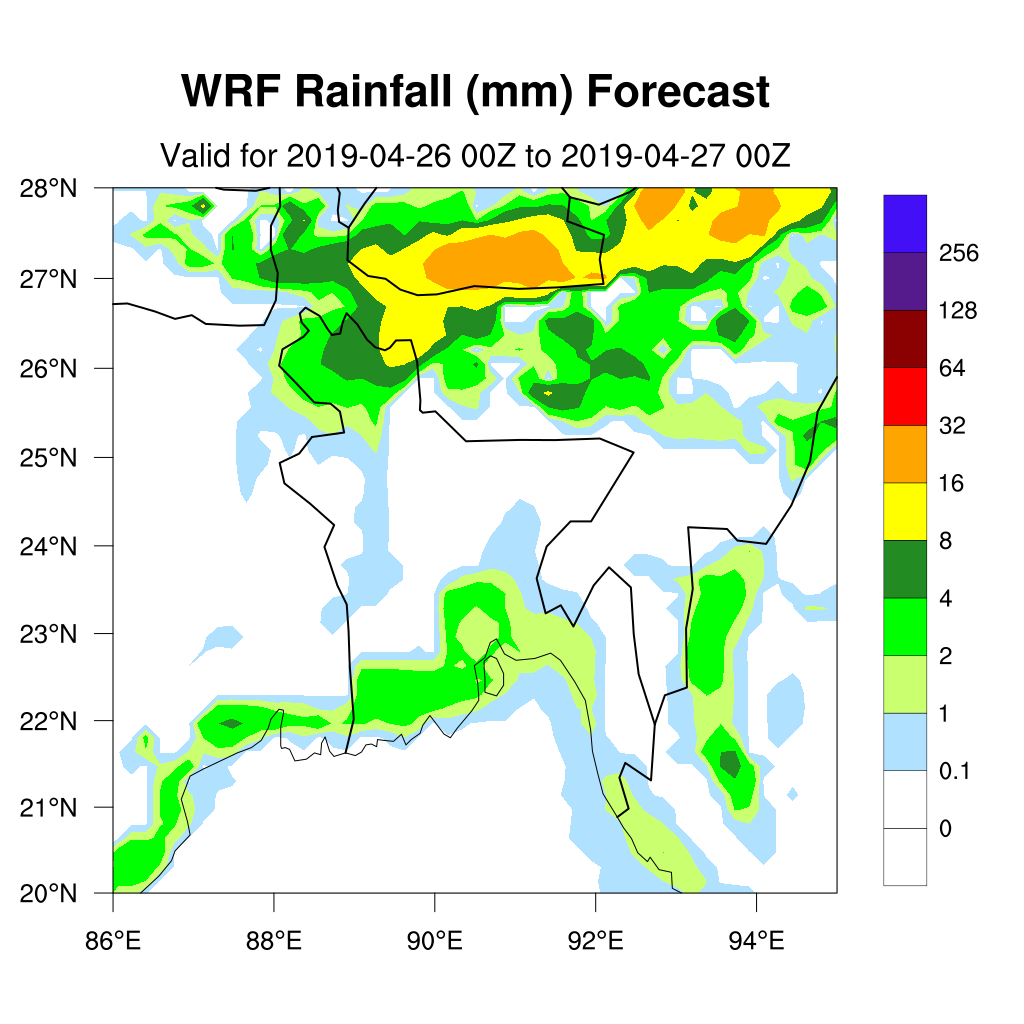 WRF Rainfall (mm) Forecast
Valid for 2019-04-26 00Z to 2019-04-27 00Z
28°N
27°N
26°N
25°N
24°N
23°N
22°N
21°N
20°N
86°E
88°E
90°E
92°E
94°E
256
128
64
32
16
8
4
2
1
0.1
0